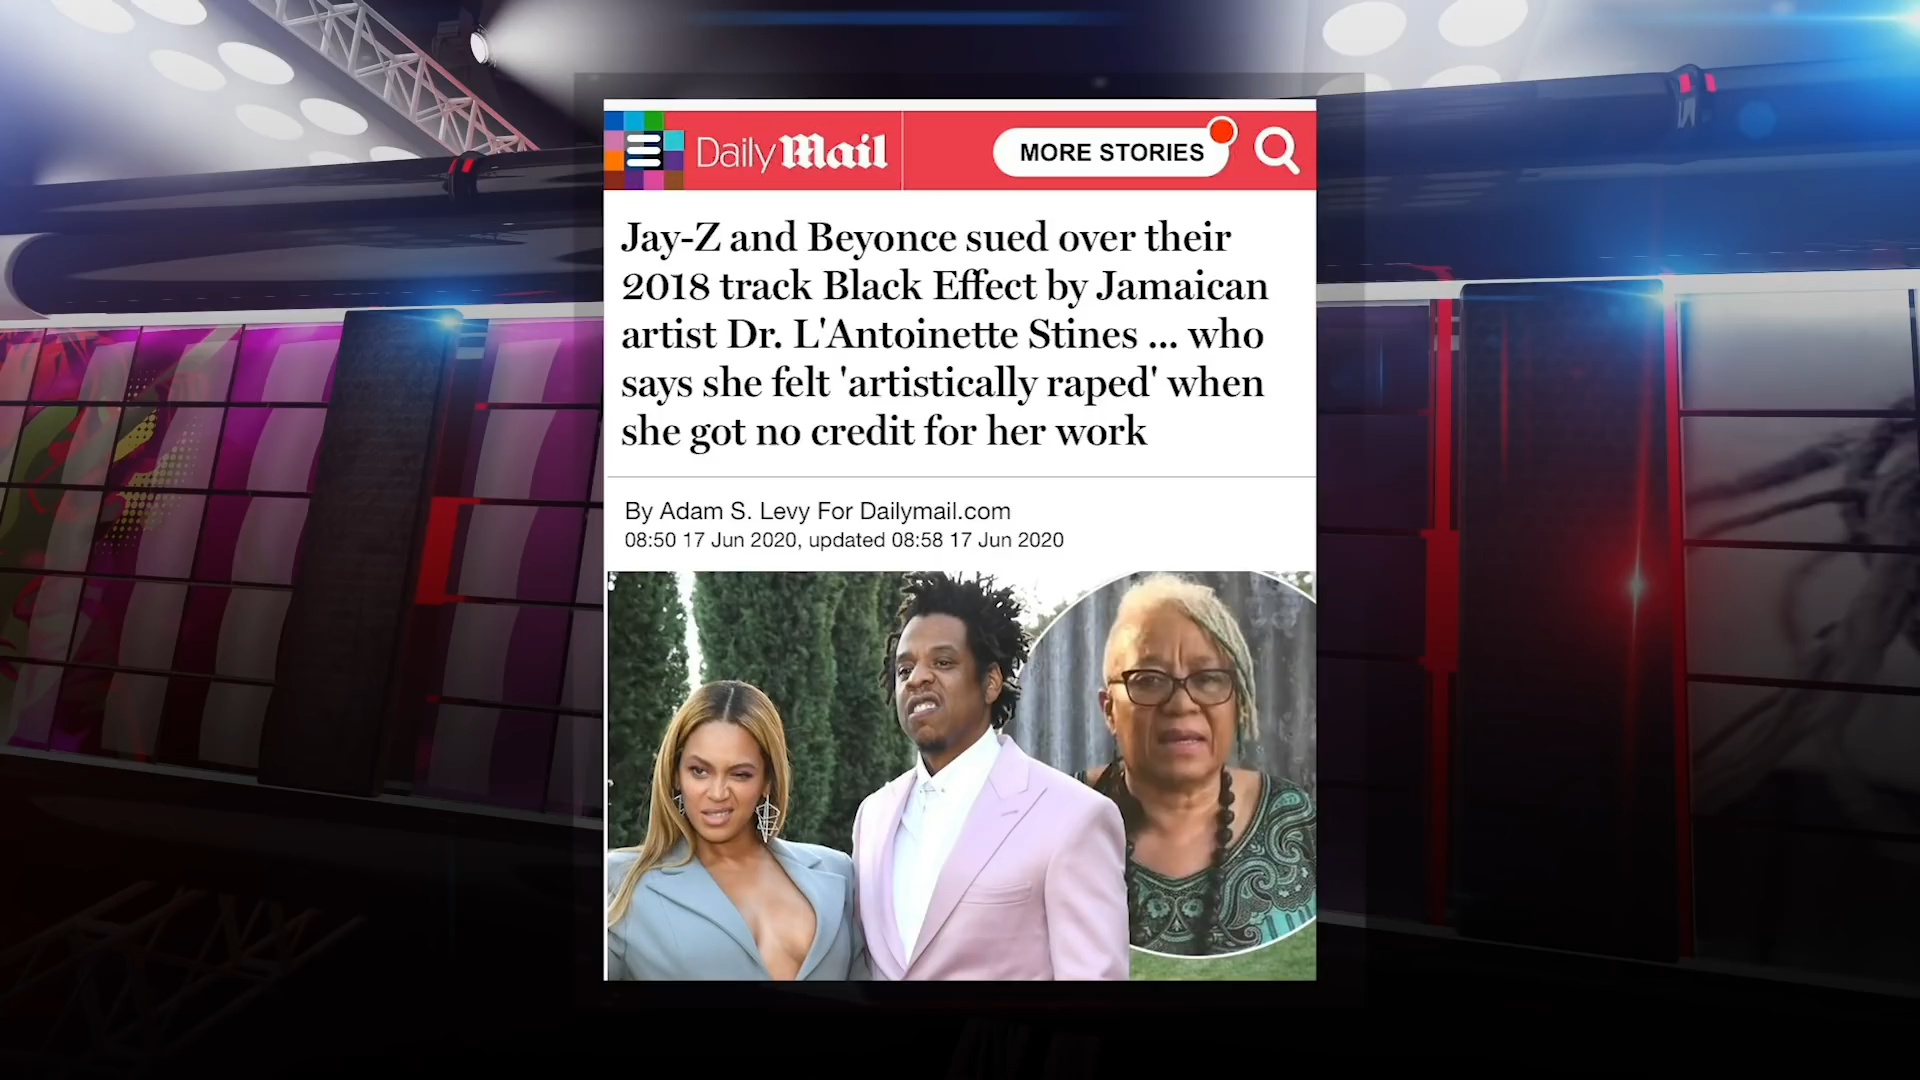 Daily Mail
MORE STORIES
Jay-Z and Beyonce sued over their
2018 track Black Effect by Jamaican
artist Dr. L'Antoinette Stines ... who
says she felt 'artistically raped' when
she got no credit for her work
By Adam S. Levy For Dailymail.com
08:50 17 Jun 2020, updated 08:58 17 Jun 2020